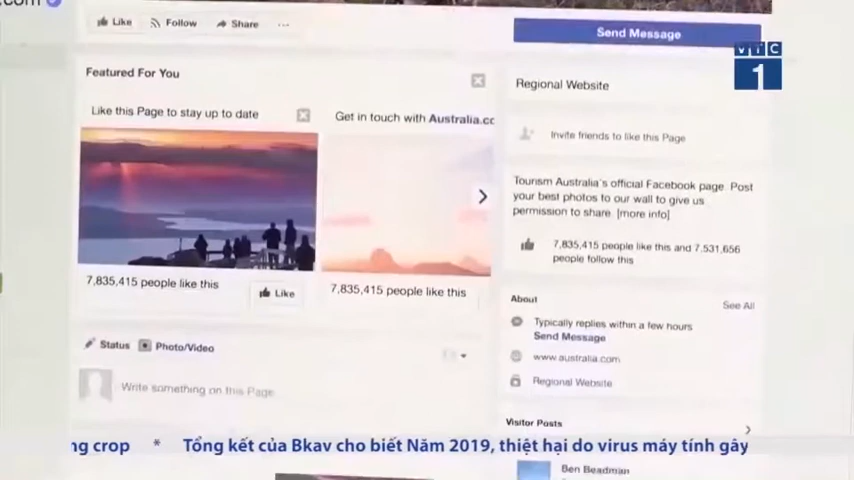 .com
Like Follow Share ...
Send Message
VTC
1
Featured For You
Like this Page to stay up to date
Get in touch with Australia.cc
7,835,415 people like this
Like
7,835,415 people like this
Status Photo/Video
Write something on this Page
Regional Website
Invite friends to like this Page
Tourism Australia's official Facebook page. Post
your best photos to our wall to give us
permission to share. [more info]
7,835,415 people like this and 7,531,656
people follow this
About
See All
Typically replies within a few hours
Send Message
www.australia.com
Regional Website
Visitor Posts
ng crop * Tổng kết của Bkav cho biết Năm 2019, thiệt hại do virus máy tính gây
Ben Beadman